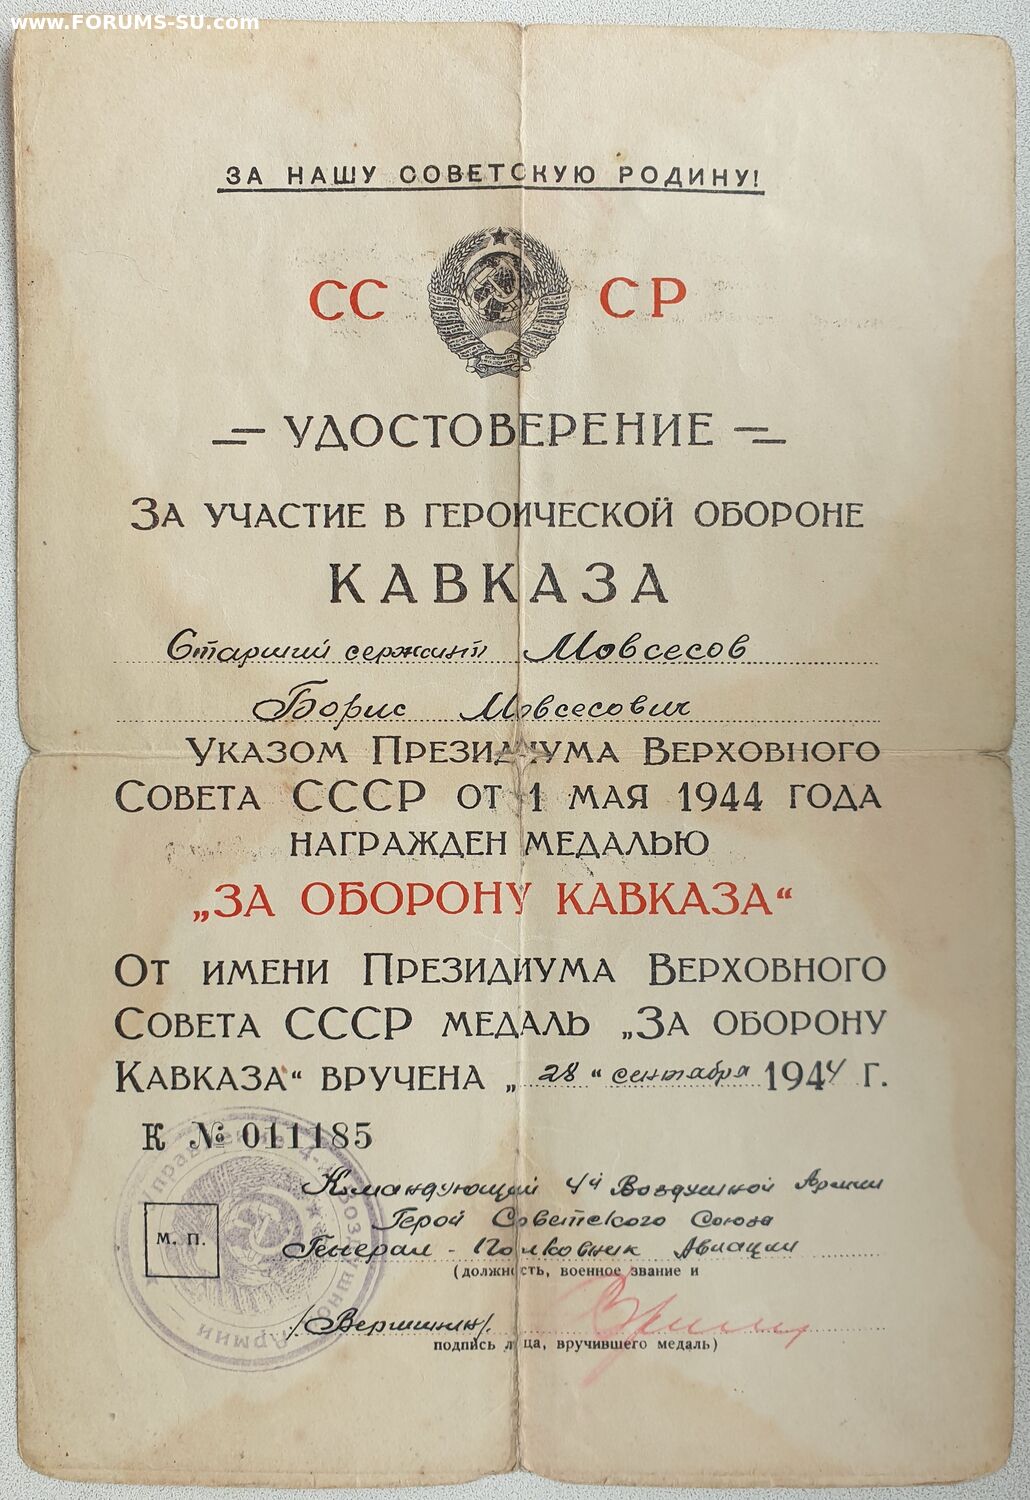 www.FORUMS-SU.com
ЗА НАШУ СОВЕТСКУЮ РОДИНУ!
СС СР
УДОСТОВЕРЕНИЕ
ЗА УЧАСТИЕ В ГЕРОИЧЕСКОЙ ОБОРОНЕ
КАВКАЗА
Старший сержант Мовсесов
Борис Мовсесович
УКАЗОМ ПРЕЗИДИУМА ВЕРХОВНОГО
СОВЕТА СССР ОТ 1 МАЯ 1944 ГОДА
НАГРАЖДЕН МЕДАЛЬЮ
„ЗА ОБОРОНУ КАВКАЗА“
ОТ ИМЕНИ ПРЕЗИДИУМА ВЕРХОВНОГО
СОВЕТА СССР МЕДАЛЬ „ЗА ОБОРОНУ
КАВКАЗА“ ВРУЧЕНА „ 28 “ сентября 1944 Г.
К № 011185
Командующий 4й Воздушной Армии
Герой Советского Союза
Генерал - Полковник Авиации
М. П.
(должность, военное звание и
/Вершинин/.
подпись лица, вручившего медаль)